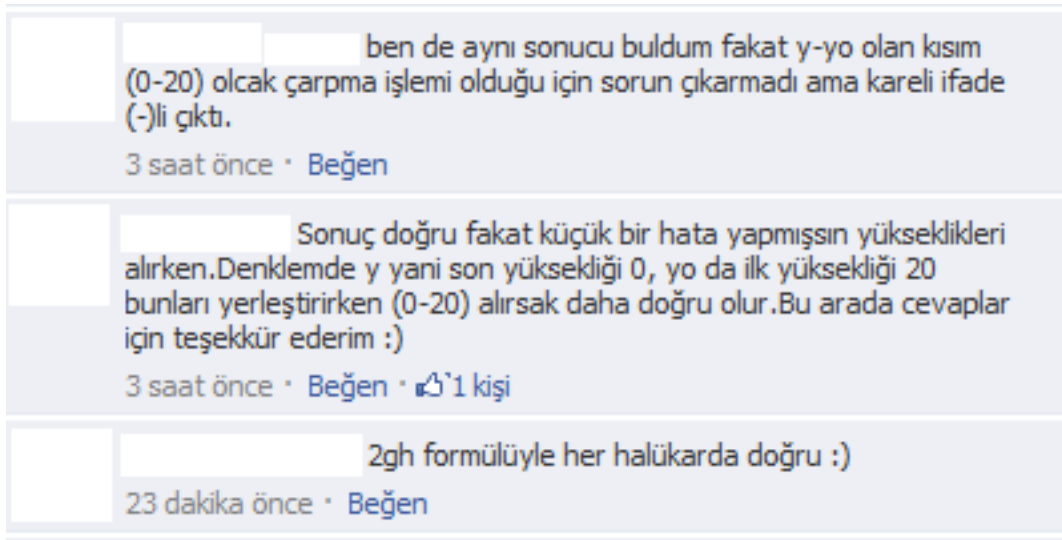 ben de aynı sonucu buldum fakat y-yo olan kısım
(0-20) olcak çarpma işlemi olduğu için sorun çıkarmadı ama kareli ifade
(-)li çıktı.
3 saat önce · Beğen
Sonuç doğru fakat küçük bir hata yapmışsın yükseklikleri
alırken.Denklemde y yani son yüksekliği 0, yo da ilk yüksekliği 20
bunları yerleştirirken (0-20) alırsak daha doğru olur.Bu arada cevaplar
için teşekkür ederim :)
3 saat önce · Beğen · 1 kişi
2gh formülüyle her halükarda doğru :)
23 dakika önce · Beğen